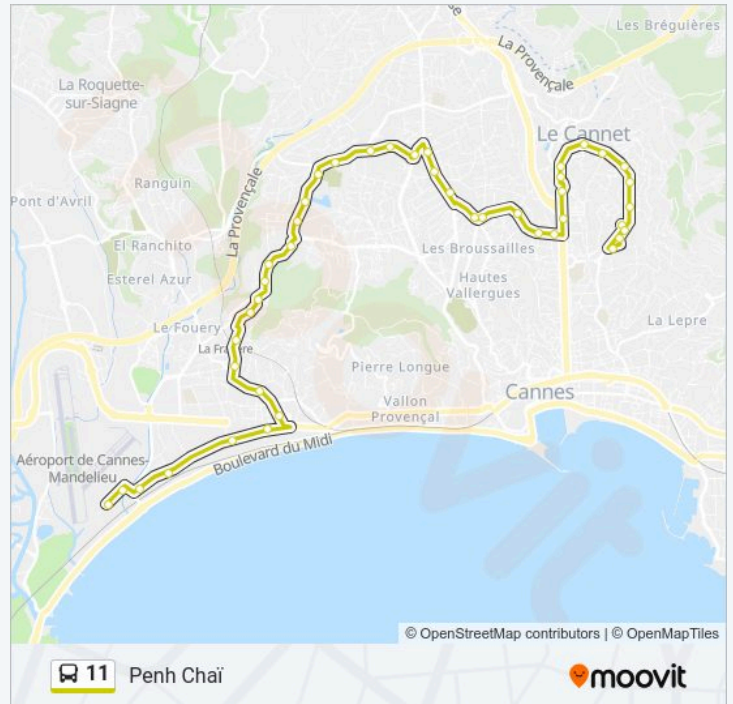 Les Bréguières
La Provençale
La Roquette-
sur-Siagne
Le Cannet
Ranguin
Pont d'Avril
La Provençale
El Ranchito
Les Broussailles
Esterel Azur
Hautes
Vallergues
La Lepre
Le Fouery
Pierre Longue
Cannes
Vallon
Provençal
Boulevard du Midi
Aéroport de Cannes-
Mandelieu
© OpenStreetMap contributors | © OpenMapTiles
11 Penh Chaï
moovit